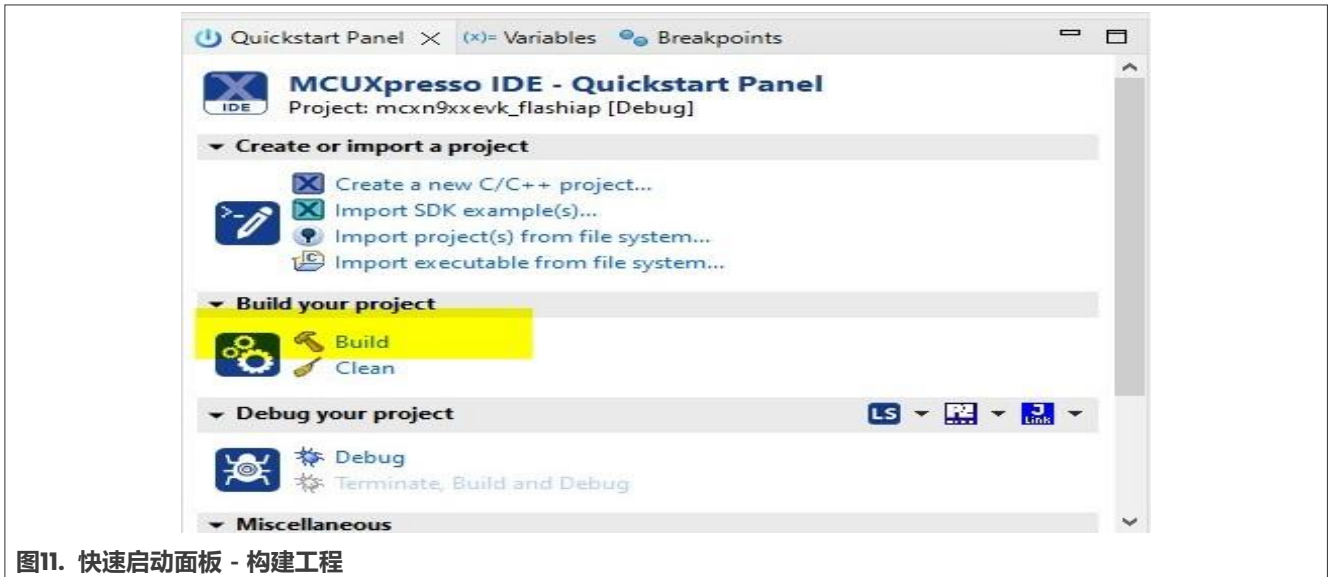 Quickstart Panel (x)= Variables Breakpoints
MCUXpresso IDE - Quickstart Panel
IDE
Project: mcxn9xxevk_flashiap [Debug]
Create or import a project
Create a new C/C++ project...
Import SDK example(s)...
Import project(s) from file system...
Import executable from file system...
Build your project
Build
Clean
Debug your project LS Link
Debug
Terminate, Build and Debug
Miscellaneous
图11. 快速启动面板 - 构建工程